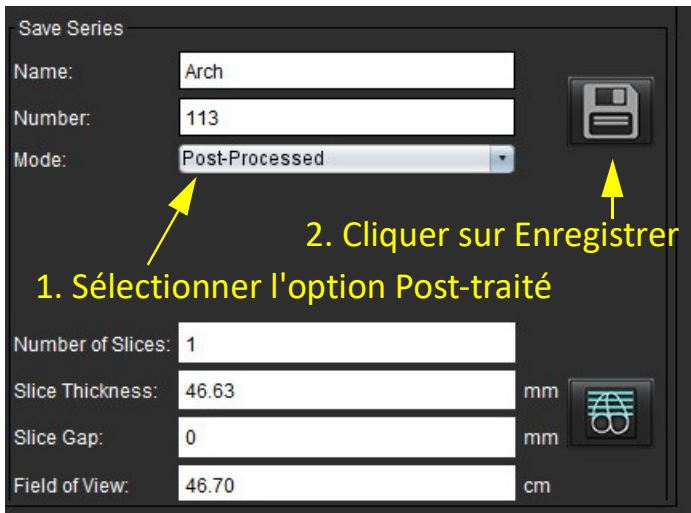 Save Series
Name: Arch
Number: 113
Mode: Post-Processed
2. Cliquer sur Enregistrer
1. Sélectionner l'option Post-traité
Number of Slices: 1
Slice Thickness: 46.63 mm
Slice Gap: 0 mm
Field of View: 46.70 cm